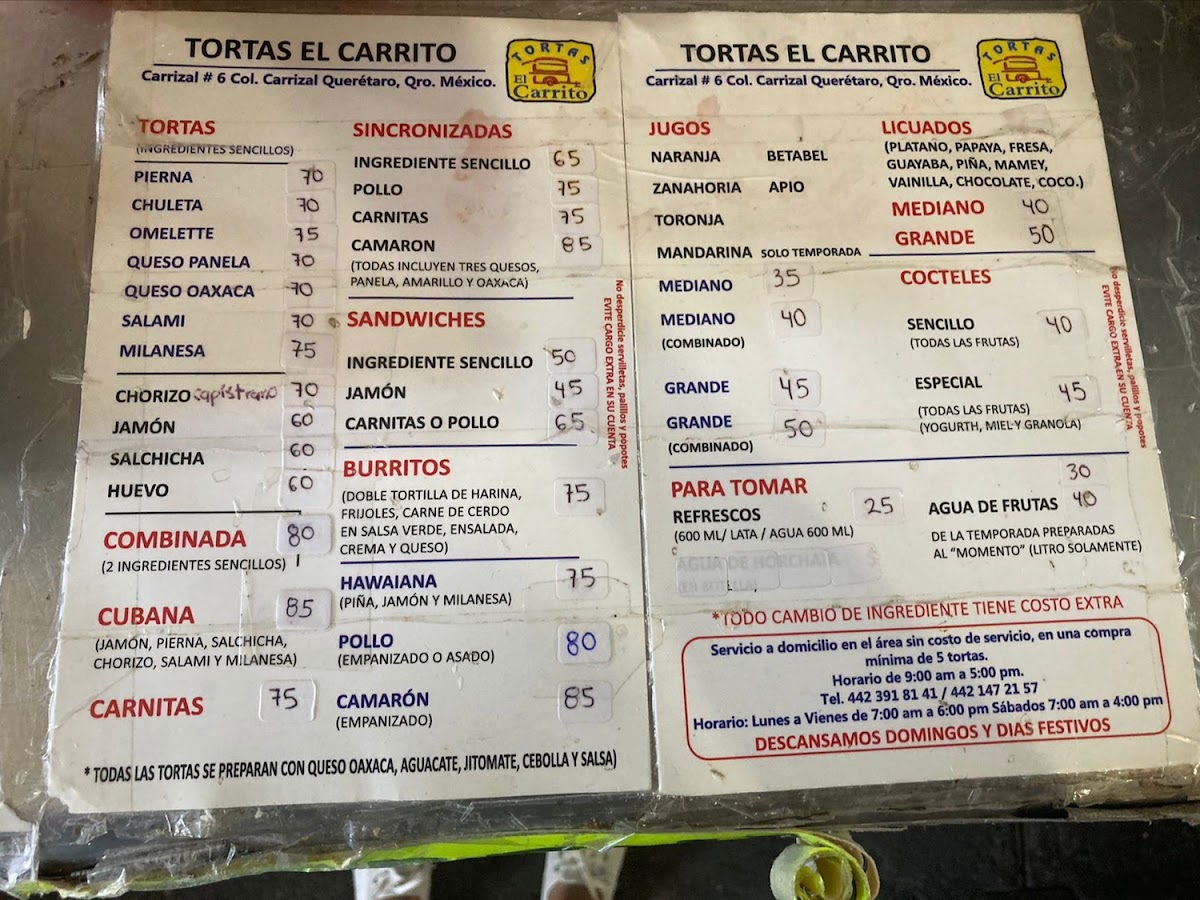 TORTAS EL CARRITO
Carrizal # 6 Col. Carrizal Querétaro, Qro. México.
TORTAS
El
Carrito
TORTAS
(INGREDIENTES SENCILLOS)
PIERNA 70
CHULETA 70
OMELETTE 75
QUESO PANELA 70
QUESO OAXACA 70
SALAMI 70
MILANESA 75
CHORIZO capistrano 70
JAMÓN 60
SALCHICHA 60
HUEVO 60
COMBINADA 80
(2 INGREDIENTES SENCILLOS)
CUBANA 85
(JAMÓN, PIERNA, SALCHICHA,
CHORIZO, SALAMI Y MILANESA)
CARNITAS 75
SINCRONIZADAS
INGREDIENTE SENCILLO 65
POLLO 75
CARNITAS 75
CAMARON 85
(TODAS INCLUYEN TRES QUESOS,
PANELA, AMARILLO Y OAXACA)
SANDWICHES
INGREDIENTE SENCILLO 50
JAMÓN 45
CARNITAS O POLLO 65
BURRITOS
(DOBLE TORTILLA DE HARINA, 75
FRIJOLES, CARNE DE CERDO
EN SALSA VERDE, ENSALADA,
CREMA Y QUESO)
HAWAIANA 75
(PIÑA, JAMÓN Y MILANESA)
POLLO 80
(EMPANIZADO O ASADO)
CAMARÓN 85
(EMPANIZADO)
No desperdicie servilletas, palillos y popotes
EVITE CARGO EXTRA EN SU CUENTA
* TODAS LAS TORTAS SE PREPARAN CON QUESO OAXACA, AGUACATE, JITOMATE, CEBOLLA Y SALSA)
TORTAS EL CARRITO
Carrizal # 6 Col. Carrizal Querétaro, Qro. México.
TORTAS
El
Carrito
JUGOS
NARANJA BETABEL
ZANAHORIA APIO
TORONJA
MANDARINA SOLO TEMPORADA
MEDIANO 35
MEDIANO 40
(COMBINADO)
GRANDE 45
GRANDE 50
(COMBINADO)
LICUADOS
(PLATANO, PAPAYA, FRESA,
GUAYABA, PIÑA, MAMEY,
VAINILLA, CHOCOLATE, COCO.)
MEDIANO 40
GRANDE 50
COCTELES
SENCILLO 40
(TODAS LAS FRUTAS)
ESPECIAL 45
(TODAS LAS FRUTAS)
(YOGURTH, MIEL Y GRANOLA)
No desperdicie servilletas, palillos y popotes
EVITE CARGO EXTRA EN SU CUENTA
PARA TOMAR
REFRESCOS 25
(600 ML/ LATA / AGUA 600 ML)
AGUA DE HORCHATA $
30
AGUA DE FRUTAS 40
DE LA TEMPORADA PREPARADAS
AL "MOMENTO" (LITRO SOLAMENTE)
*TODO CAMBIO DE INGREDIENTE TIENE COSTO EXTRA
Servicio a domicilio en el área sin costo de servicio, en una compra
mínima de 5 tortas.
Horario de 9:00 am a 5:00 pm.
Tel. 442 391 81 41 / 442 147 21 57
Horario: Lunes a Vienes de 7:00 am a 6:00 pm Sábados 7:00 am a 4:00 pm
DESCANSAMOS DOMINGOS Y DIAS FESTIVOS